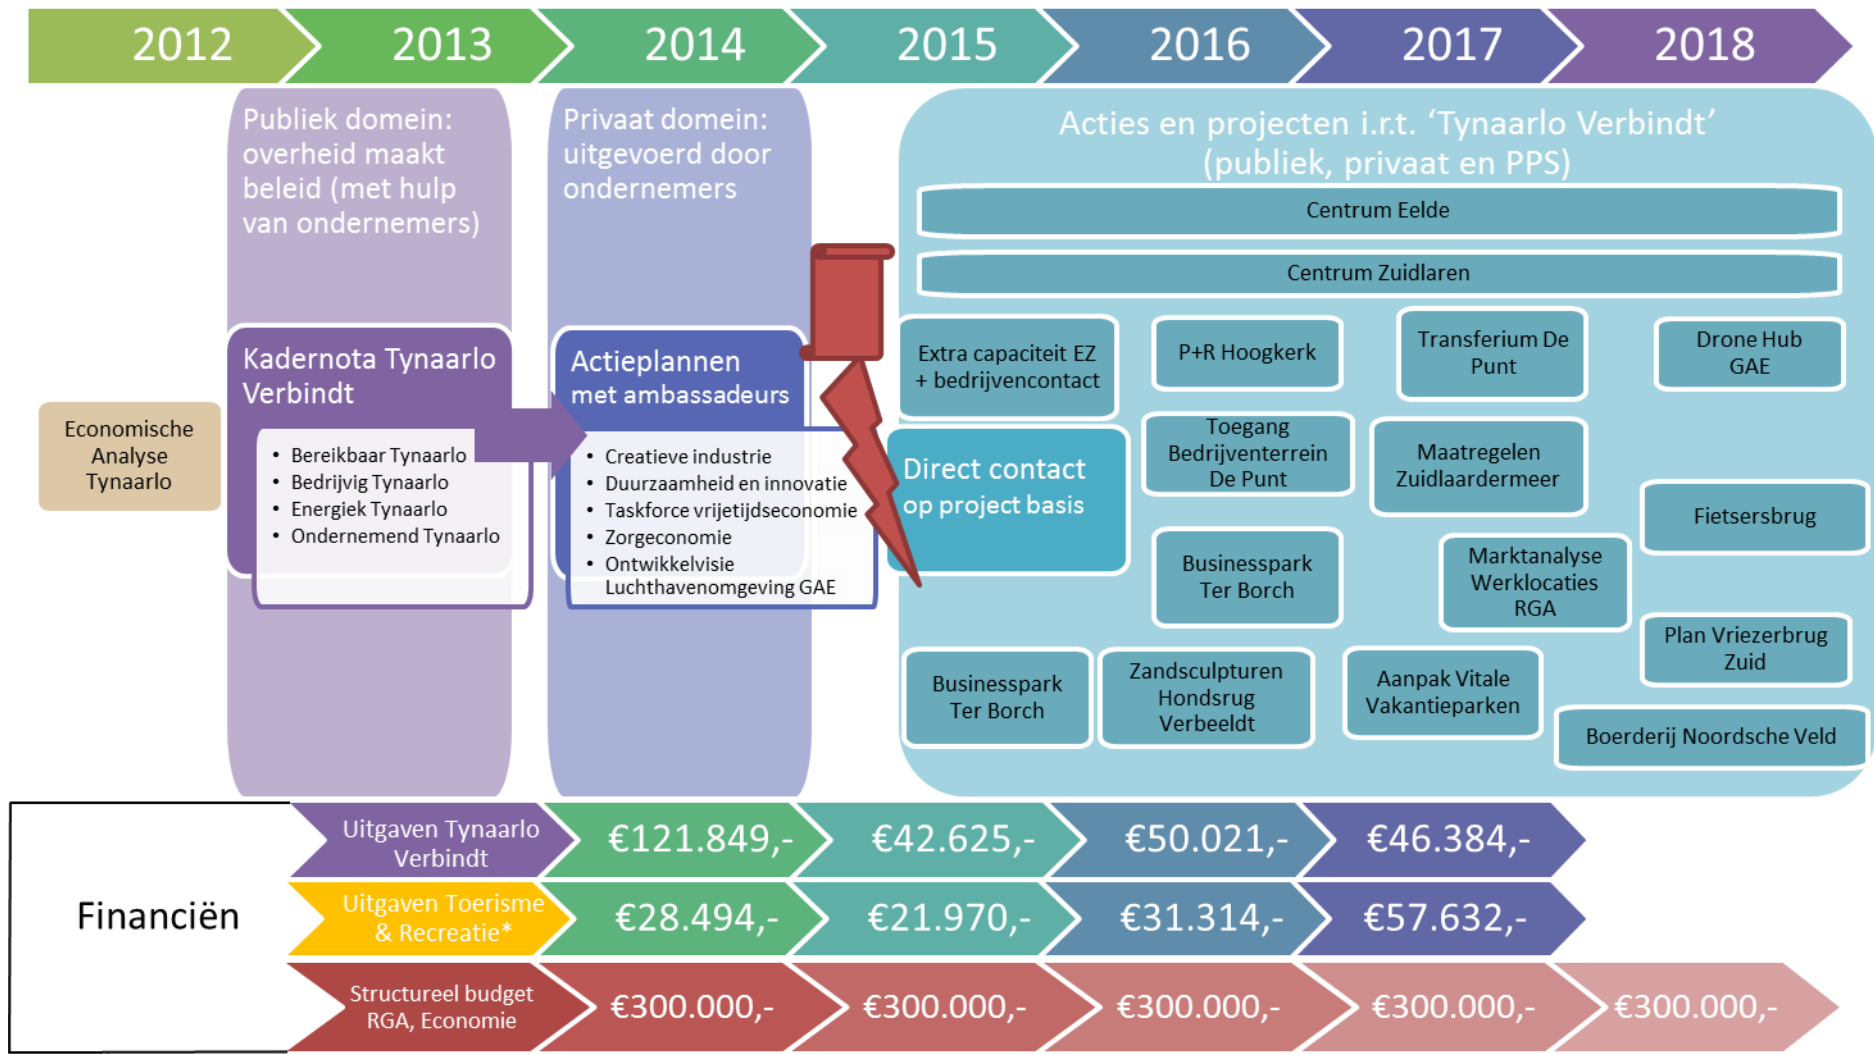 2012
2013
2014
2015
2016
2017
2018
Publiek domein:
overheid maakt
beleid (met hulp
van ondernemers)
Privaat domein:
uitgevoerd door
ondernemers
Acties en projecten i.r.t. ‘Tynaarlo Verbindt’
(publiek, privaat en PPS)
Centrum Eelde
Centrum Zuidlaren
Economische
Analyse
Tynaarlo
Kadernota Tynaarlo
Verbindt
• Bereikbaar Tynaarlo
• Bedrijvig Tynaarlo
• Energiek Tynaarlo
• Ondernemend Tynaarlo
Actieplannen
met ambassadeurs
• Creatieve industrie
• Duurzaamheid en innovatie
• Taskforce vrijetijdseconomie
• Zorgeconomie
• Ontwikkelvisie
Luchthavenomgeving GAE
Extra capaciteit EZ
+ bedrijvencontact
Direct contact
op project basis
Businesspark
Ter Borch
P+R Hoogkerk
Toegang
Bedrijventerrein
De Punt
Businesspark
Ter Borch
Zandsculpturen
Hondsrug
Verbeeldt
Transferium De
Punt
Maatregelen
Zuidlaardermeer
Marktanalyse
Werklocaties
RGA
Aanpak Vitale
Vakantieparken
Drone Hub
GAE
Fietsersbrug
Plan Vriezerbrug
Zuid
Boerderij Noordsche Veld
Financiën
Uitgaven Tynaarlo
Verbindt
€121.849,-
€42.625,-
€50.021,-
€46.384,-
Uitgaven Toerisme
& Recreatie*
€28.494,-
€21.970,-
€31.314,-
€57.632,-
Structureel budget
RGA, Economie
€300.000,-
€300.000,-
€300.000,-
€300.000,-
€300.000,-